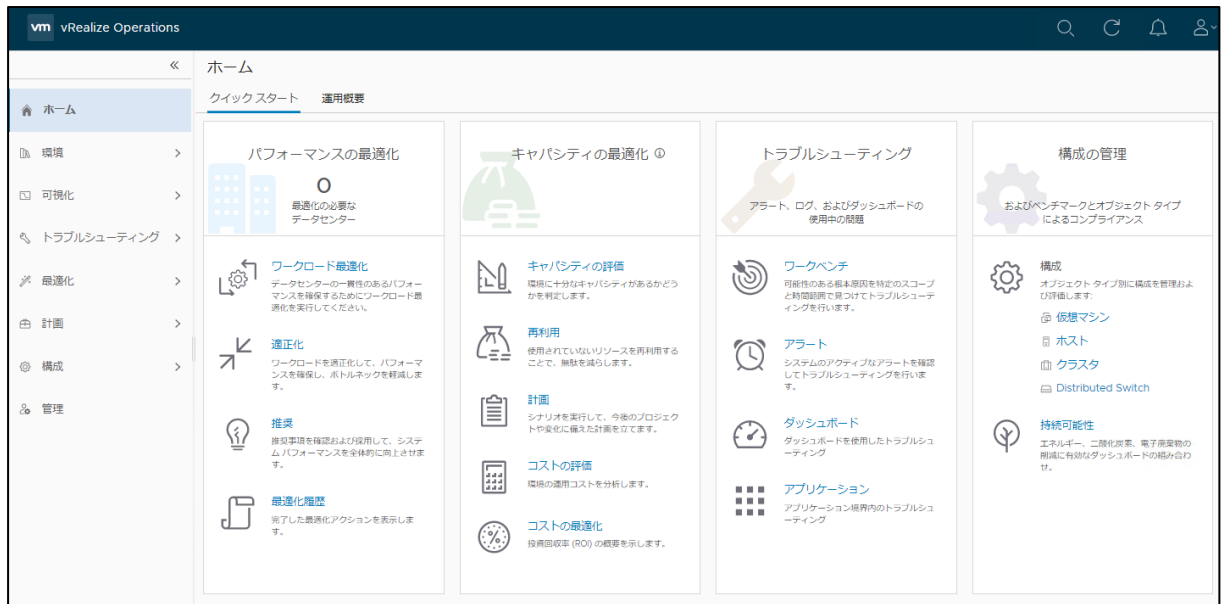 vm vRealize Operations
«
ホーム
環境
可視化
トラブルシューティング
最適化
計画
構成
管理
ホーム
クイック スタート 運用概要
パフォーマンスの最適化
0
最適化の必要な
データセンター
ワークロード最適化
データセンターの一貫性のあるパフォー
マンスを確保するためにワークロード最
適化を実行してください。
適正化
ワークロードを適正化して、パフォーマ
ンスを確保し、ボトルネックを軽減しま
す。
推奨
推奨事項を確認および採用して、システ
ム パフォーマンスを全体的に向上させま
す。
最適化履歴
完了した最適化アクションを表示しま
す。
キャパシティの最適化
キャパシティの評価
環境に十分なキャパシティがあるかどう
かを判定します。
再利用
使用されていないリソースを再利用する
ことで、無駄を減らします。
計画
シナリオを実行して、今後のプロジェク
トや変化に備えた計画を立てます。
コストの評価
環境の運用コストを分析します。
コストの最適化
投資回収率 (ROI) の概要を示します。
トラブルシューティング
アラート、ログ、およびダッシュボードの
使用中の問題
ワークベンチ
可能性のある根本原因を特定のスコープ
と時間範囲で見つけてトラブルシューテ
ィングを行います。
アラート
システムのアクティブなアラートを確認
してトラブルシューティングを行いま
す。
ダッシュボード
ダッシュボードを使用したトラブルシュ
ーティング
アプリケーション
アプリケーション境界内のトラブルシュ
ーティング
構成の管理
およびベンチマークとオブジェクト タイプ
によるコンプライアンス
構成
オブジェクト タイプ別に構成を管理およ
び評価します:
仮想マシン
ホスト
クラスタ
Distributed Switch
持続可能性
エネルギー、二酸化炭素、電子廃棄物の
削減に有効なダッシュボードの組み合わ
せ。